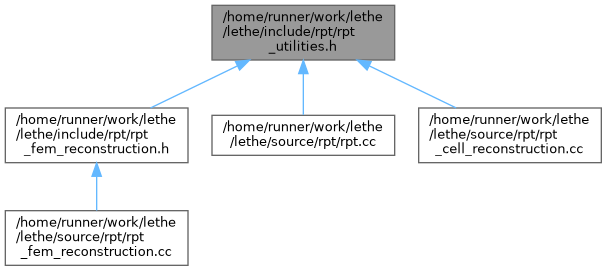 /home/runner/work/lethe
/lethe/include/rpt/rpt
_utilities.h
/home/runner/work/lethe
/lethe/include/rpt/rpt
_fem_reconstruction.h
/home/runner/work/lethe
/lethe/source/rpt/rpt.cc
/home/runner/work/lethe
/lethe/source/rpt/rpt
_cell_reconstruction.cc
/home/runner/work/lethe
/lethe/source/rpt/rpt
_fem_reconstruction.cc